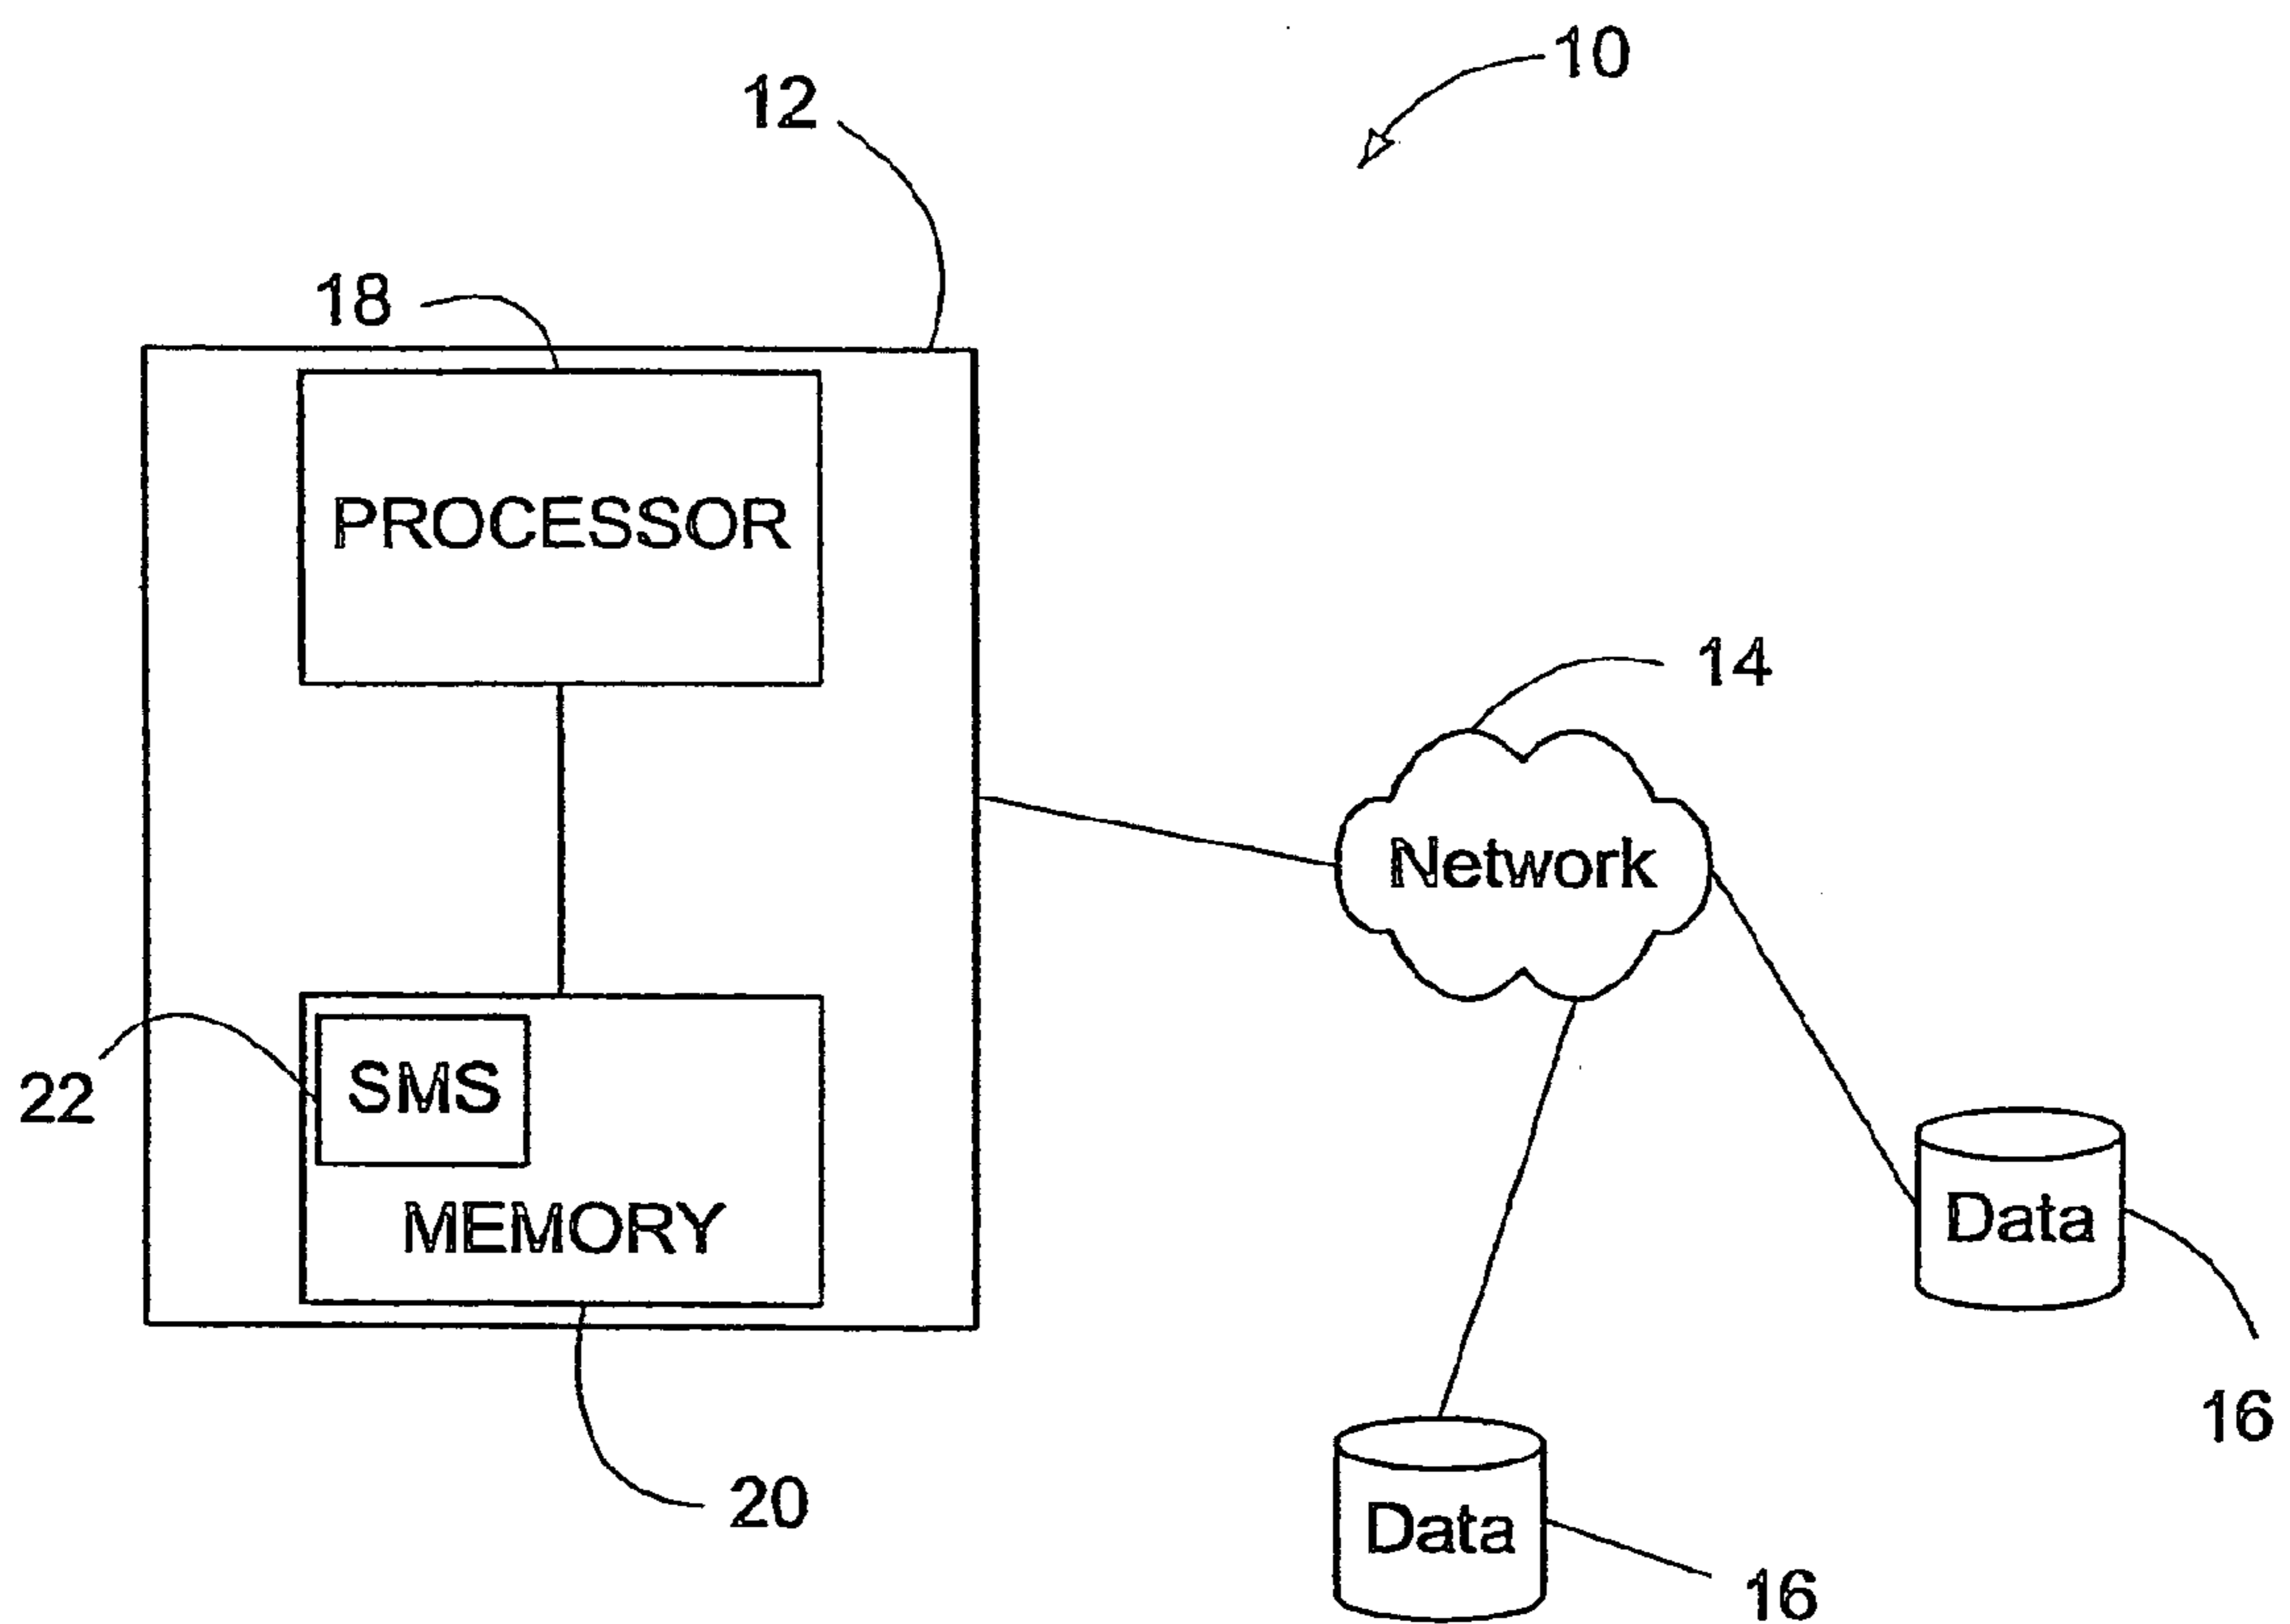 10
12
18
PROCESSOR
14
Network
22
SMS
MEMORY
Data
16
20
Data
16